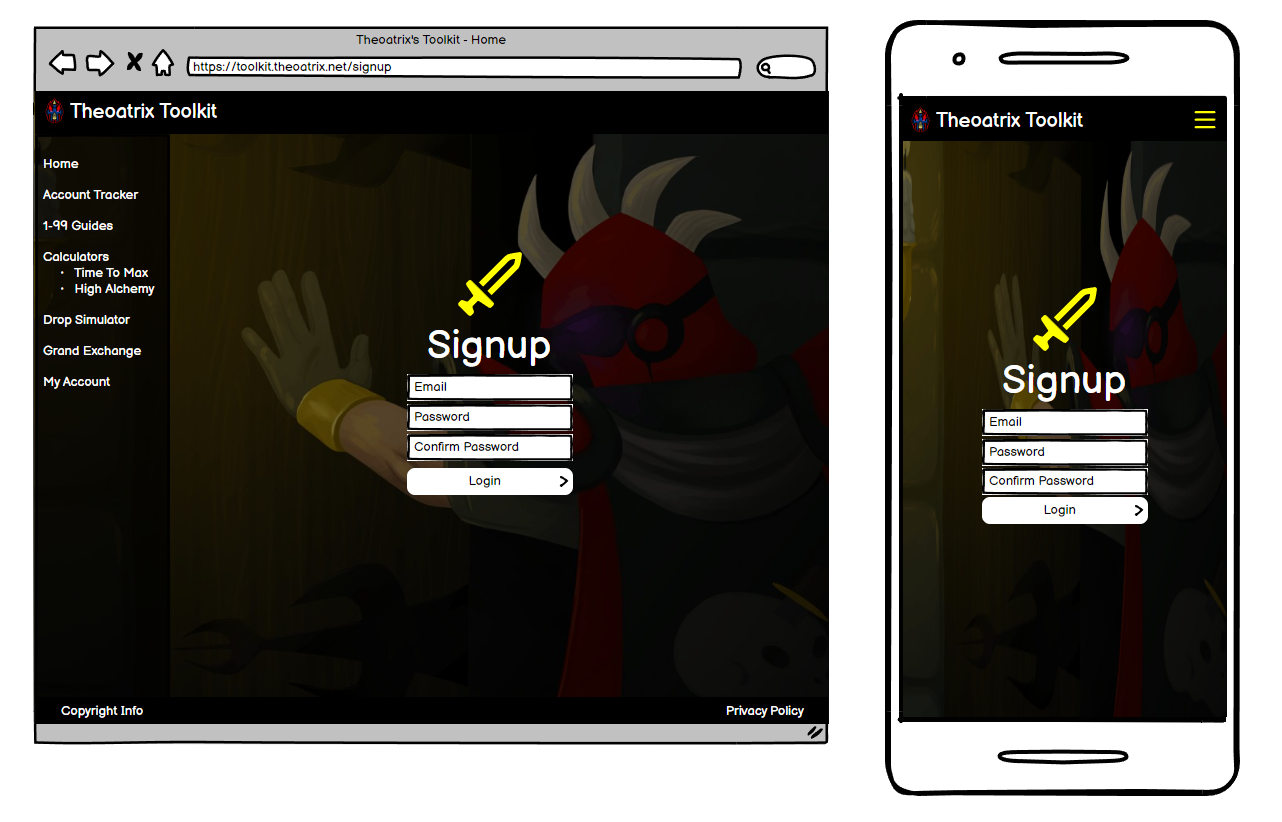 Theoatrix's Toolkit - Home
https://toolkit.theoatrix.net/signup
Theoatrix Toolkit
Home
Account Tracker
1-99 Guides
Calculators
• Time To Max
• High Alchemy
Drop Simulator
Grand Exchange
My Account
Signup
Email
Password
Confirm Password
Login
Copyright Info
Privacy Policy
Theoatrix Toolkit
Signup
Email
Password
Confirm Password
Login